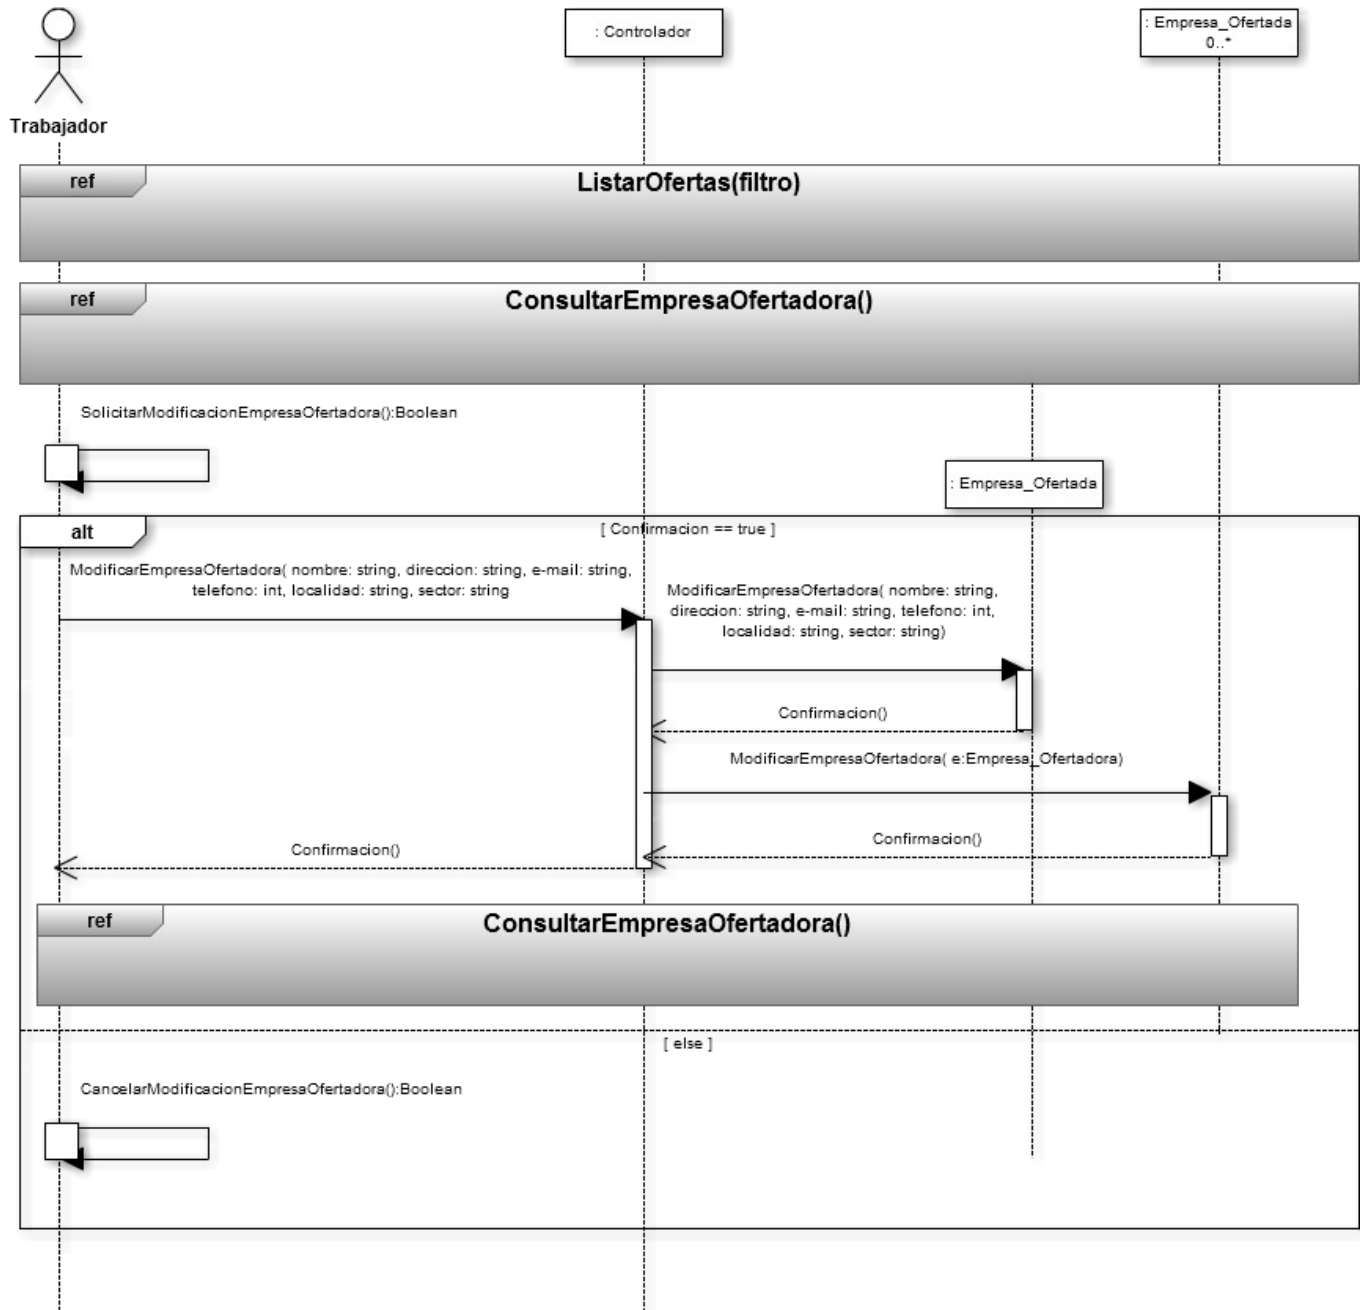 : Controlador
: Empresa_Ofertada
0..*
Trabajador
ref
ListarOfertas(filtro)
ref
ConsultarEmpresaOfertadora()
SolicitarModificacionEmpresaOfertadora():Boolean
: Empresa_Ofertada
alt
[ Confirmacion == true ]
ModificarEmpresaOfertadora( nombre: string, direccion: string, e-mail: string,
telefono: int, localidad: string, sector: string
ModificarEmpresaOfertadora( nombre: string,
direccion: string, e-mail: string, telefono: int,
localidad: string, sector: string)
Confirmacion()
ModificarEmpresaOfertadora( e:Empresa_Ofertadora)
Confirmacion()
Confirmacion()
ref
ConsultarEmpresaOfertadora()
[ else ]
CancelarModificacionEmpresaOfertadora():Boolean